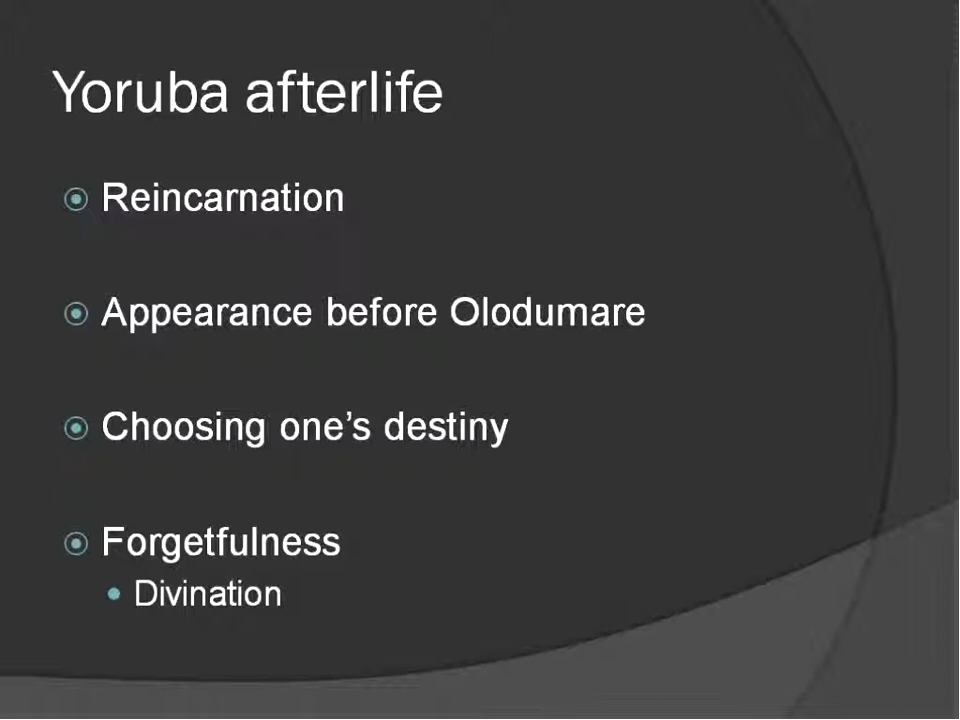 Yoruba afterlife
Reincarnation
Appearance before Olodumare
Choosing one’s destiny
Forgetfulness
Divination